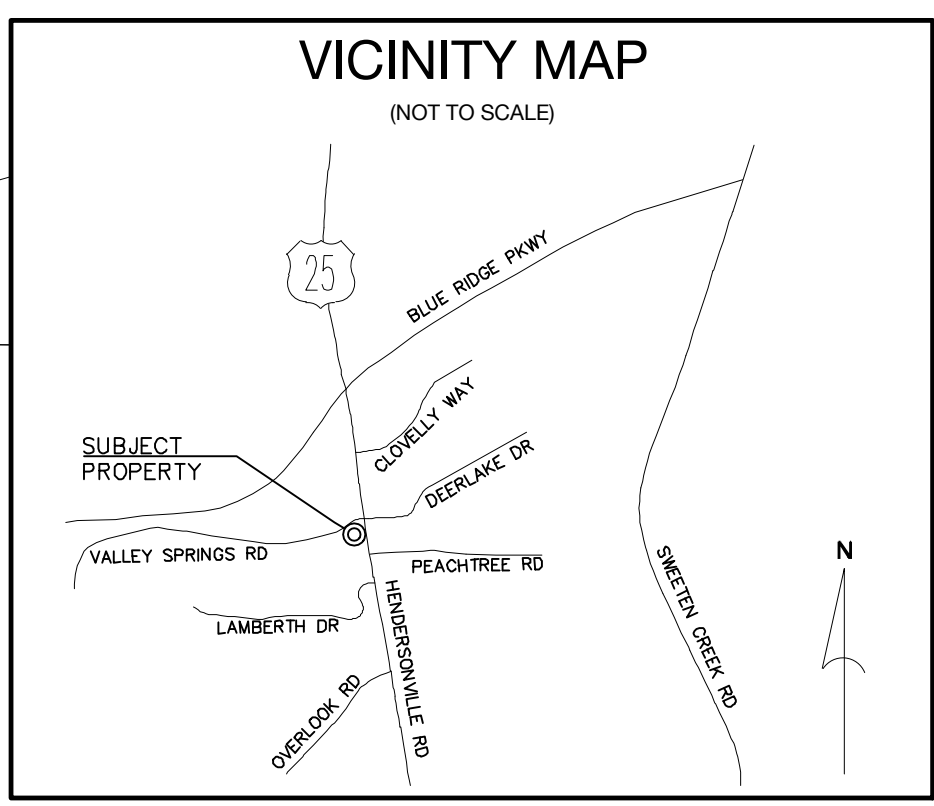 VICINITY MAP
(NOT TO SCALE)
25
BLUE RIDGE PKWY
CLOVELLY WAY
SUBJECT
PROPERTY
DEERLAKE DR
VALLEY SPRINGS RD
PEACHTREE RD
N
LAMBERTH DR
HENDERSONVILLE RD
SWEETEN CREEK RD
OVERLOOK RD